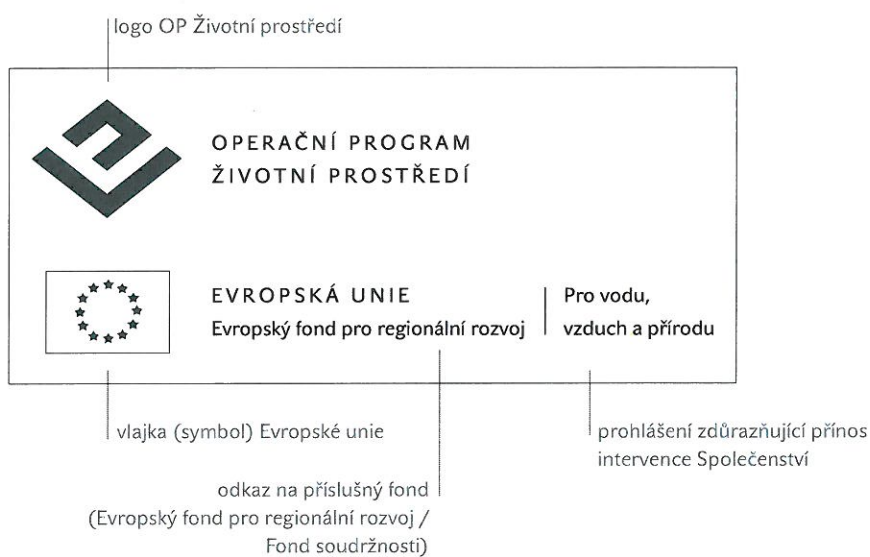 logo OP Životní prostředí
OPERAČNÍ PROGRAM
ŽIVOTNÍ PROSTŘEDÍ
EVROPSKÁ UNIE
Evropský fond pro regionální rozvoj
Pro vodu,
vzduch a přírodu
vlajka (symbol) Evropské unie
prohlášení zdůrazňující přínos
intervence Společenství
odkaz na příslušný fond
(Evropský fond pro regionální rozvoj /
Fond soudržnosti)